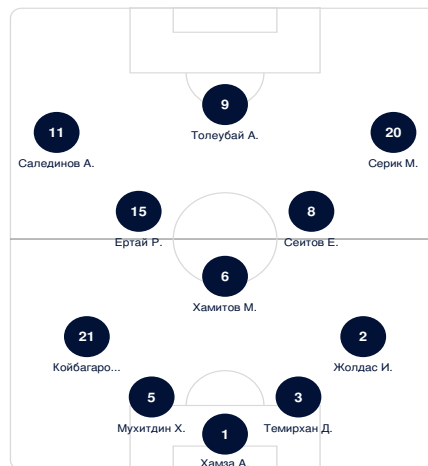 9
Толеубай А.
11
Салединов А.
20
Серик М.
15
Ертай Р.
8
Сеитов Е.
6
Хамитов М.
21
Койбагаро...
2
Жолдас И.
5
Мухитдин Х.
3
Темирхан Д.
1
Хамза А.